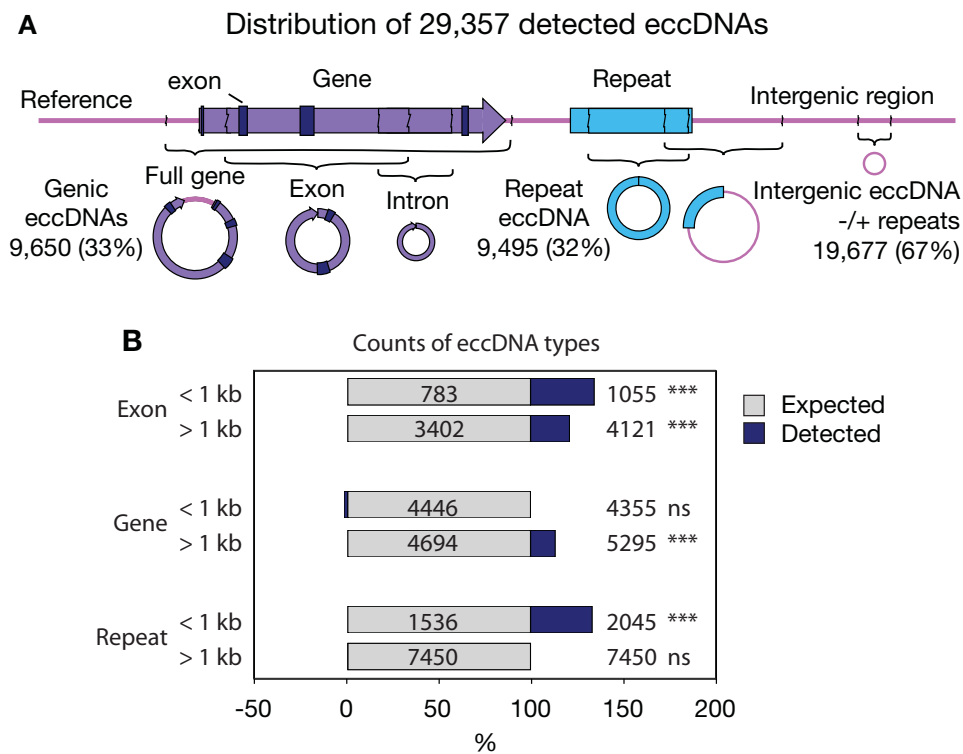 A
Distribution of 29,357 detected eccDNAs
exon
Gene
Repeat
Reference
Intergenic region
Genic
eccDNAs
9,650 (33%)
Full gene
Exon
Intron
Repeat
eccDNA
9,495 (32%)
Intergenic eccDNA
-/+ repeats
19,677 (67%)
B
Counts of eccDNA types
Exon
< 1 kb 783 1055 ***
> 1 kb 3402 4121 ***
Gene
< 1 kb 4446 4355 ns
> 1 kb 4694 5295 ***
Repeat
< 1 kb 1536 2045 ***
> 1 kb 7450 7450 ns
Expected
Detected
-50 0 50 100 150 200
%